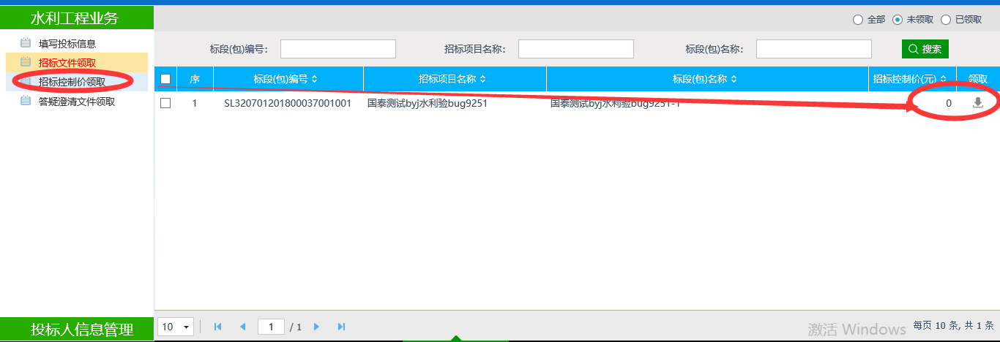 水利工程业务
填写投标信息
招标文件领取
招标控制价领取
答疑澄清文件领取
投标人信息管理
全部 未领取 已领取
标段(包)编号： 招标项目名称： 标段(包)名称： 搜索
序 标段(包)编号 招标项目名称 标段(包)名称 招标控制价(元) 领取
1 SL320701201800037001001 国泰测试byj水利验bug9251 国泰测试byj水利验bug9251-1 0
10 1 / 1 每页 10 条, 共 1 条
激活 Windows